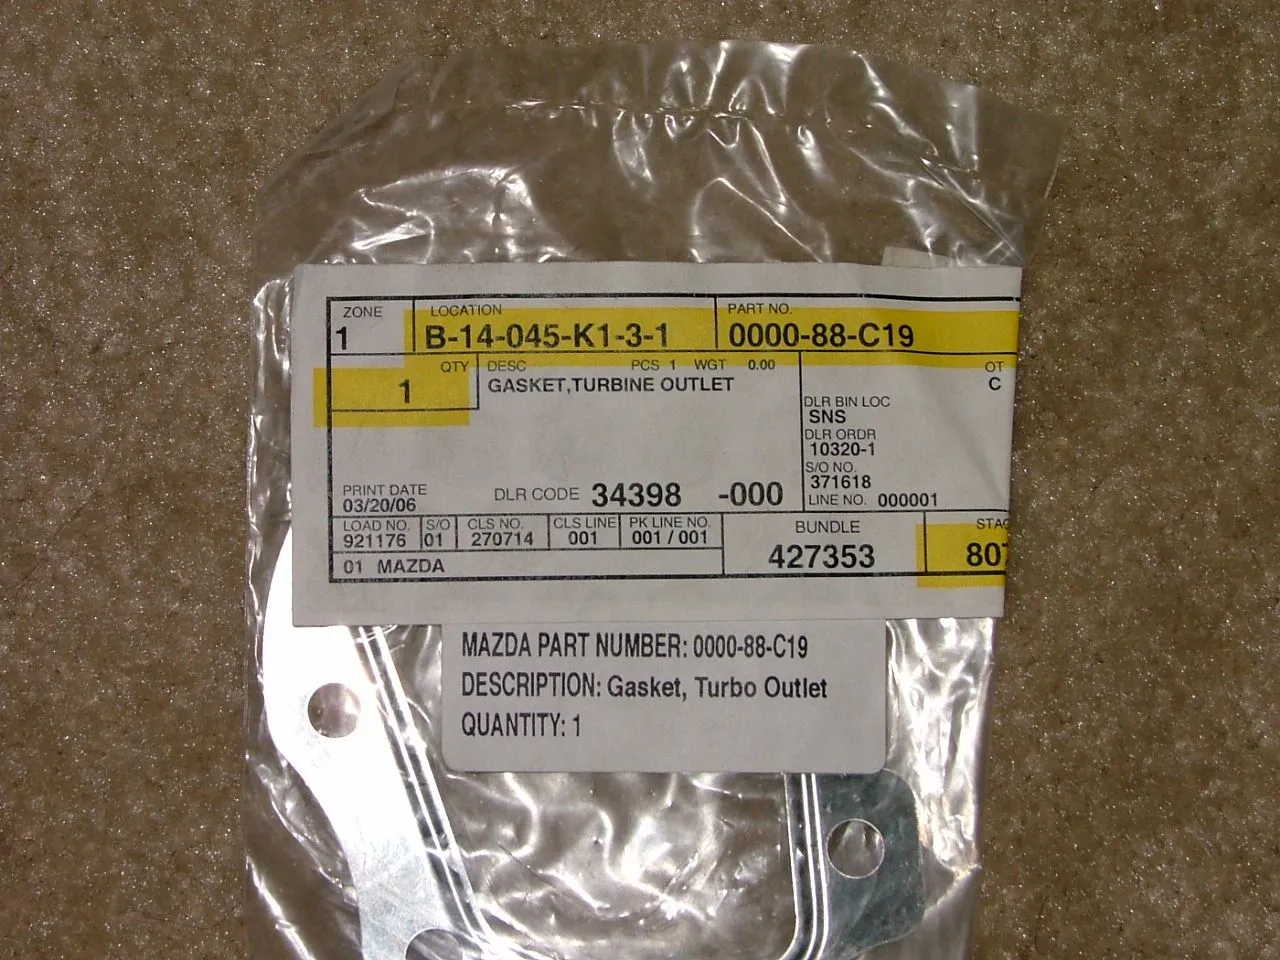 ZONE LOCATION PART NO.
1 B-14-045-K1-3-1 0000-88-C19
QTY DESC PCS 1 WGT 0.00 OT
1 GASKET,TURBINE OUTLET C
DLR BIN LOC
SNS
DLR ORDR
10320-1
S/O NO.
371618
PRINT DATE DLR CODE 34398 -000 LINE NO. 000001
03/20/06
LOAD NO. S/O CLS NO. CLS LINE PK LINE NO. BUNDLE
921176 01 270714 001 001 / 001 427353 807
01 MAZDA
MAZDA PART NUMBER: 0000-88-C19
DESCRIPTION: Gasket, Turbo Outlet
QUANTITY: 1